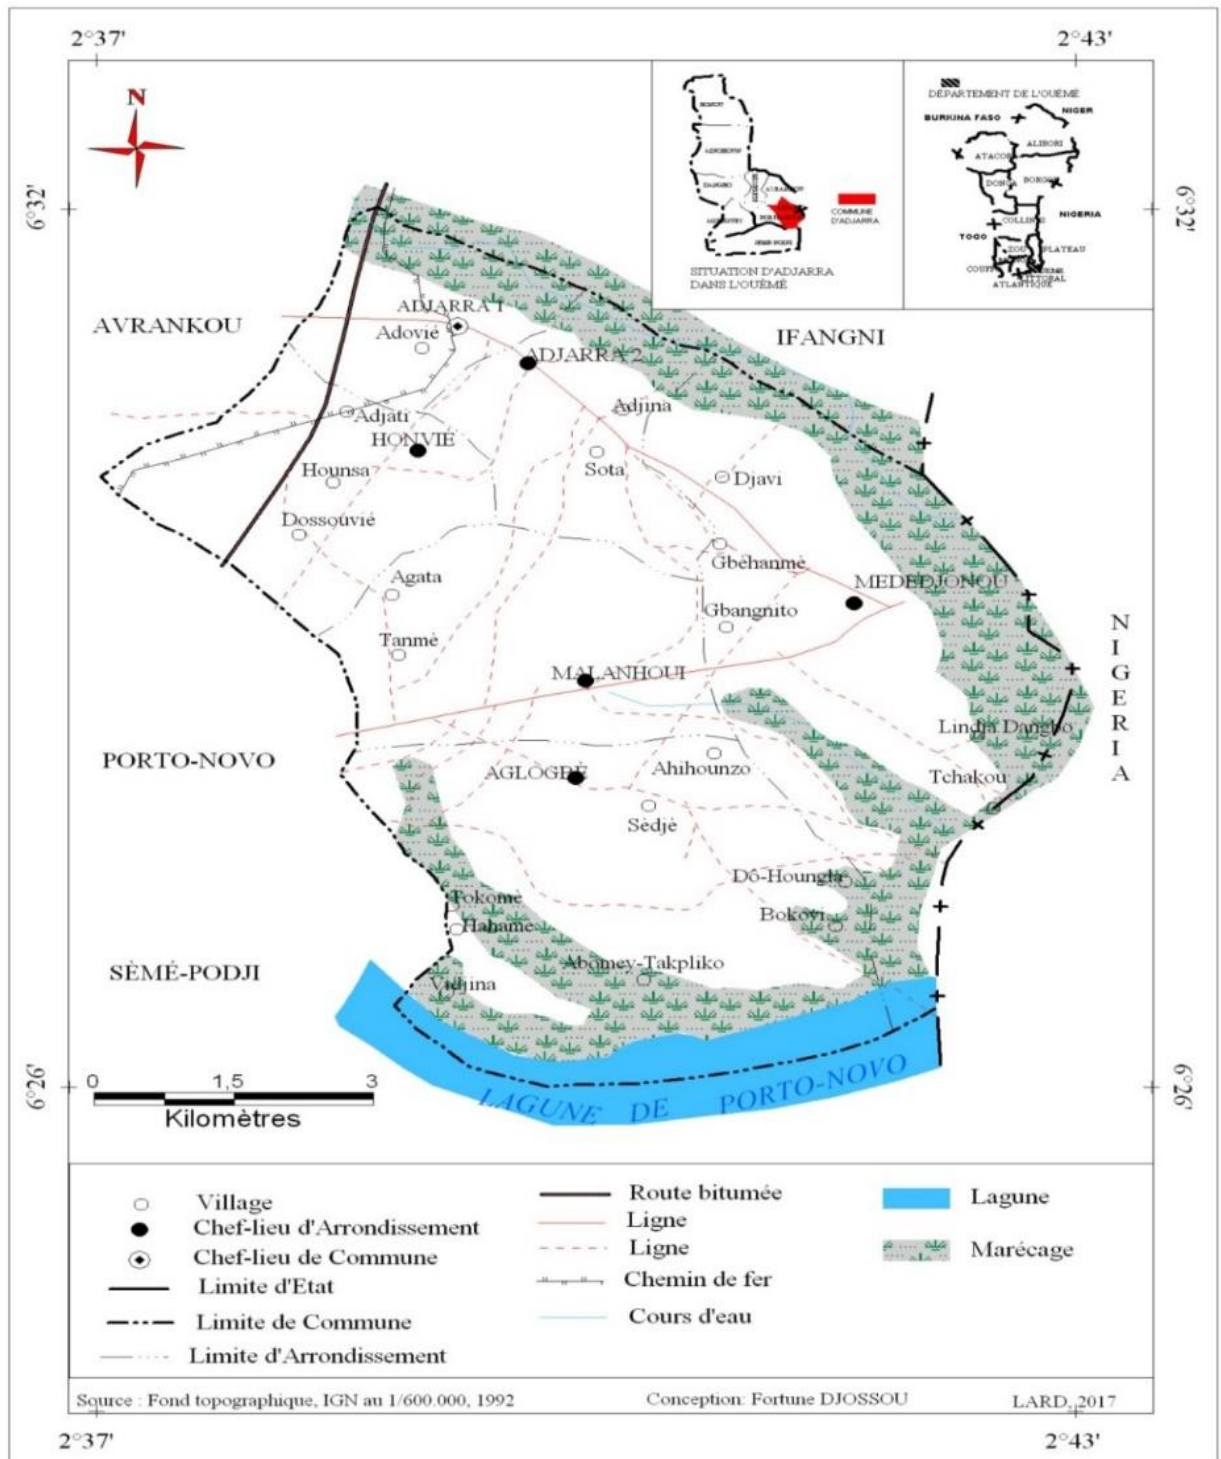 2°37'
2°43'
N
6°32'
6°32'
DÉPARTEMENT DE L'OUÉMÉ
BURKINA FASO
NIGER
ALIBORI
ATACORA
DONGA
BORGOU
NIGERIA
COLLINES
TOGO
ZOU
PLATEAU
COUFFO
LITTORAL
ATLANTIQUE
COMMUNE
D'ADJARRA
SITUATION D'ADJARRA
DANS L'OUÉMÉ
AVRANKOU
ADJARRA 1
Adovié
IFANGNI
ADJARRA 2
Adjati
Adjina
HONVIE
Hounsa
Sota
Djavi
Dossouvié
Gbèhanmè
Agata
MEDEDJONOU
Gbangnito
Tanmè
MALANHOUI
NIGERIA
Lindja Dangbo
PORTO-NOVO
AGLOGBÈ
Ahihounzo
Tchakou
Sèdjè
Dô-Houngla
Tokomè
Bokovi
Hahamè
SÈMÉ-PODJI
Abomey-Takpliko
Vidjina
6°26'
6°26'
0 1,5 3
Kilomètres
LAGUNE DE PORTO-NOVO
Village
Chef-lieu d'Arrondissement
Chef-lieu de Commune
Limite d'Etat
Limite de Commune
Limite d'Arrondissement
Route bitumée
Ligne
Ligne
Chemin de fer
Cours d'eau
Lagune
Marécage
Source : Fond topographique, IGN au 1/600.000, 1992
Conception: Fortune DJOSSOU
LARD, 2017
2°37'
2°43'